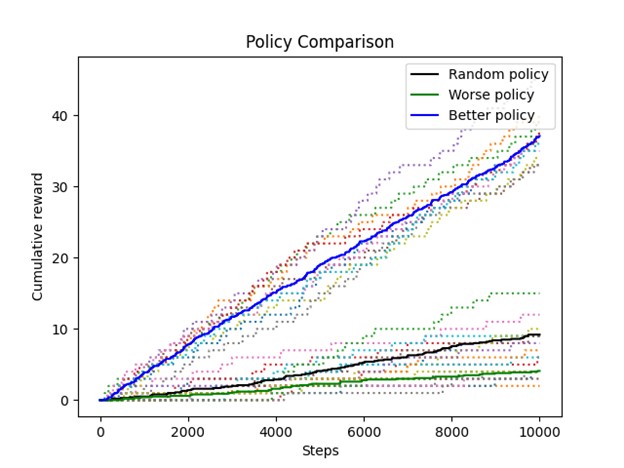 Policy Comparison
Random policy
Worse policy
Better policy
40
30
20
10
0
Cumulative reward
0 2000 4000 6000 8000 10000
Steps